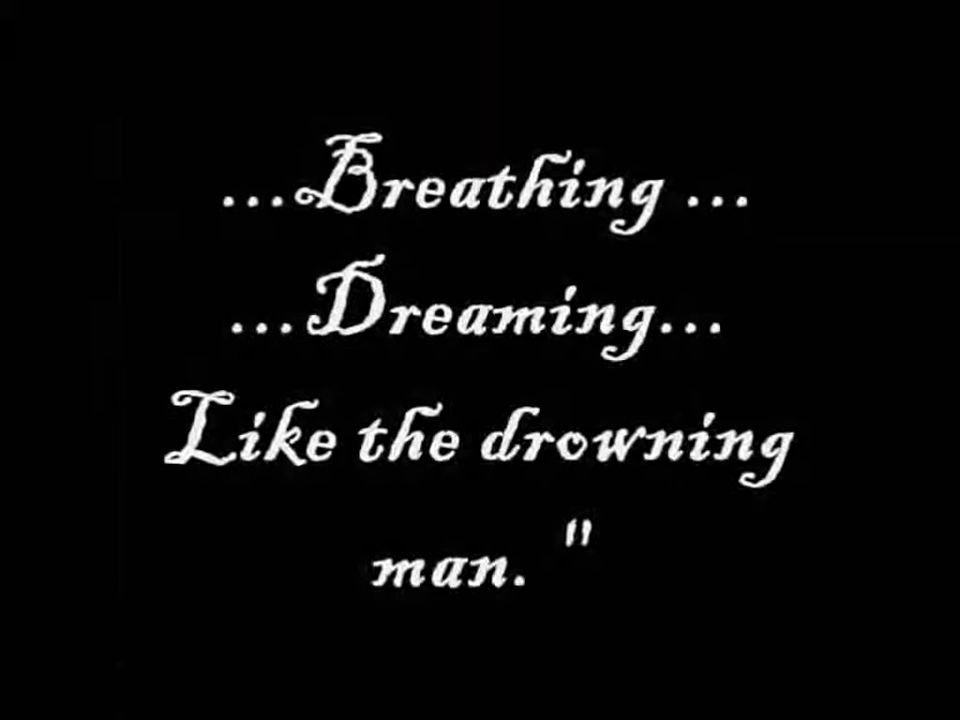 ...Breathing ...
...Dreaming...
Like the drowning
man. "